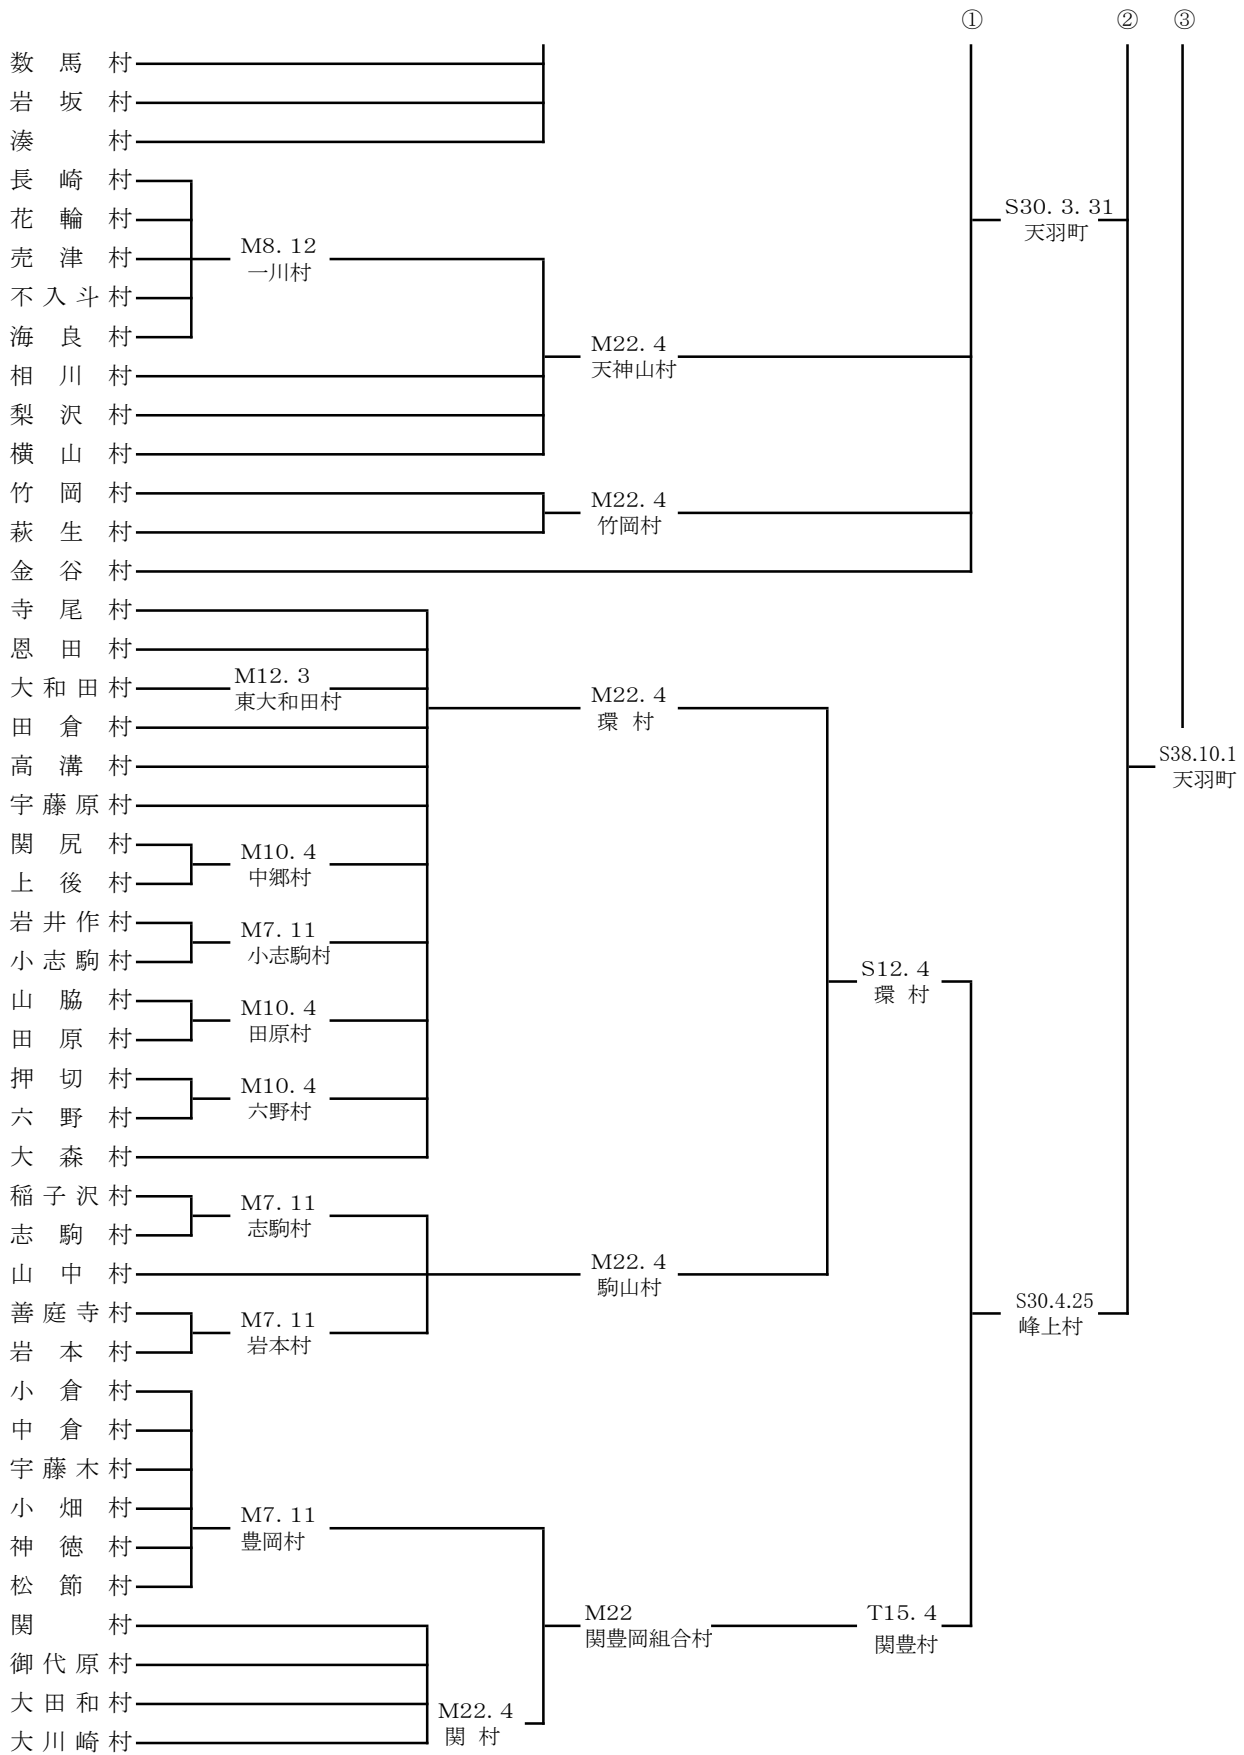 ① ② ③
数馬村
岩坂村
湊村
長崎村
花輪村
S30. 3. 31
天羽町
売津村
M8. 12
一川村
不入斗村
海良村
M22. 4
天神山村
相川村
梨沢村
横山村
竹岡村
M22. 4
竹岡村
萩生村
金谷村
寺尾村
恩田村
大和田村
M12. 3
東大和田村
M22. 4
環村
田倉村
高溝村
S38.10.1
天羽町
宇藤原村
関尻村
M10. 4
中郷村
上後村
岩井作村
M7. 11
小志駒村
小志駒村
S12. 4
環村
山脇村
M10. 4
田原村
田原村
押切村
M10. 4
六野村
六野村
大森村
稲子沢村
M7. 11
志駒村
志駒村
山中村
M22. 4
駒山村
善庭寺村
M7. 11
岩本村
S30.4.25
峰上村
岩本村
小倉村
中倉村
宇藤木村
小畑村
M7. 11
豊岡村
神徳村
松節村
関村
M22
関豊岡組合村
T15. 4
関豊村
御代原村
大田和村
M22. 4
関村
大川崎村